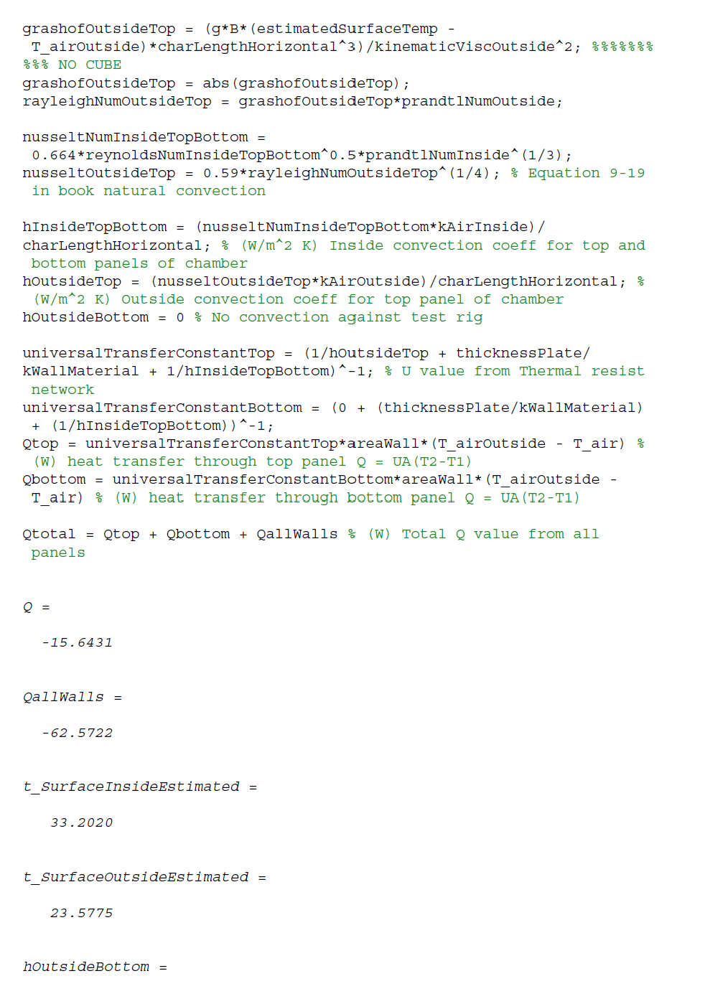 grashofOutsideTop = (g*B*(estimatedSurfaceTemp -
T_airOutside)*charLengthHorizontal^3)/kinematicViscOutside^2; %%%%%%%
%%% NO CUBE
grashofOutsideTop = abs(grashofOutsideTop);
rayleighNumOutsideTop = grashofOutsideTop*prandtlNumOutside;
nusseltNumInsideTopBottom =
0.664*reynoldsNumInsideTopBottom^0.5*prandtlNumInside^(1/3);
nusseltOutsideTop = 0.59*rayleighNumOutsideTop^(1/4); % Equation 9-19
in book natural convection
hInsideTopBottom = (nusseltNumInsideTopBottom*kAirInside)/
charLengthHorizontal; % (W/m^2 K) Inside convection coeff for top and
bottom panels of chamber
hOutsideTop = (nusseltOutsideTop*kAirOutside)/charLengthHorizontal; %
(W/m^2 K) Outside convection coeff for top panel of chamber
hOutsideBottom = 0 % No convection against test rig
universalTransferConstantTop = (1/hOutsideTop + thicknessPlate/
kWallMaterial + 1/hInsideTopBottom)^-1; % U value from Thermal resist
network
universalTransferConstantBottom = (0 + (thicknessPlate/kWallMaterial)
+ (1/hInsideTopBottom))^-1;
Qtop = universalTransferConstantTop*areaWall*(T_airOutside - T_air) %
(W) heat transfer through top panel Q = UA(T2-T1)
Qbottom = universalTransferConstantBottom*areaWall*(T_airOutside -
T_air) % (W) heat transfer through bottom panel Q = UA(T2-T1)
Qtotal = Qtop + Qbottom + QallWalls % (W) Total Q value from all
panels
Q =
-15.6431
QallWalls =
-62.5722
t_SurfaceInsideEstimated =
33.2020
t_SurfaceOutsideEstimated =
23.5775
hOutsideBottom =